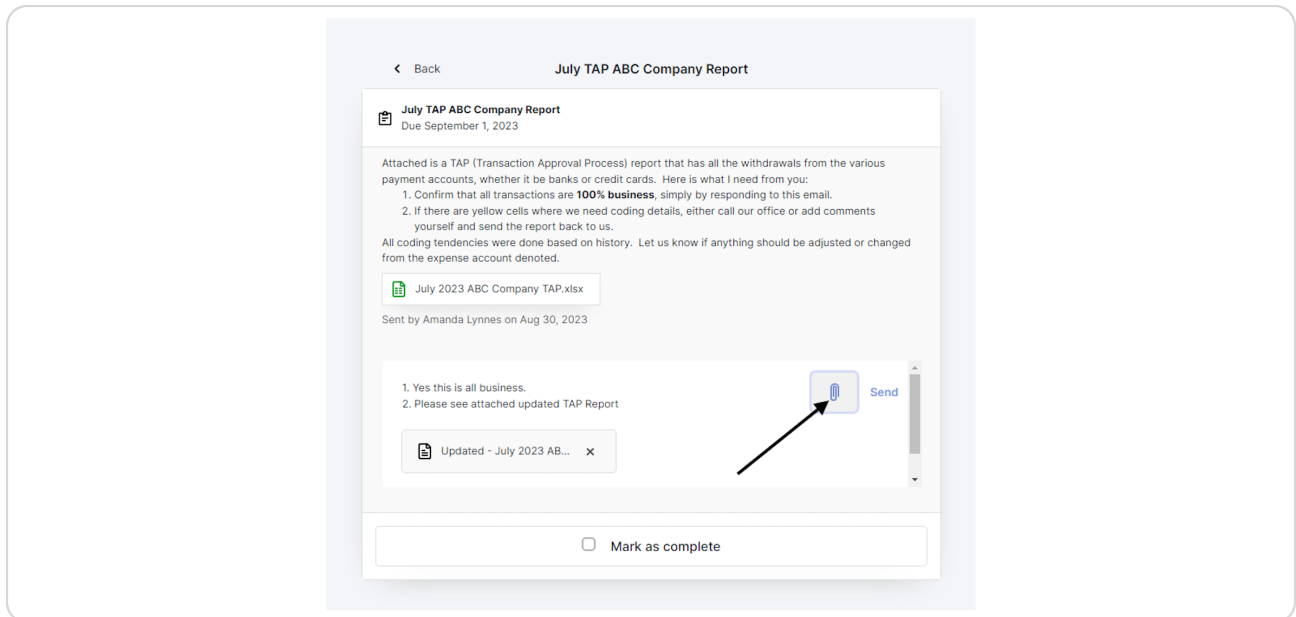 Back
July TAP ABC Company Report
July TAP ABC Company Report
Due September 1, 2023
Attached is a TAP (Transaction Approval Process) report that has all the withdrawals from the various
payment accounts, whether it be banks or credit cards.  Here is what I need from you:
1. Confirm that all transactions are 100% business, simply by responding to this email.
2. If there are yellow cells where we need coding details, either call our office or add comments
yourself and send the report back to us.
All coding tendencies were done based on history.  Let us know if anything should be adjusted or changed
from the expense account denoted.
July 2023 ABC Company TAP.xlsx
Sent by Amanda Lynnes on Aug 30, 2023
1. Yes this is all business.
2. Please see attached updated TAP Report
Send
Updated - July 2023 AB...
Mark as complete